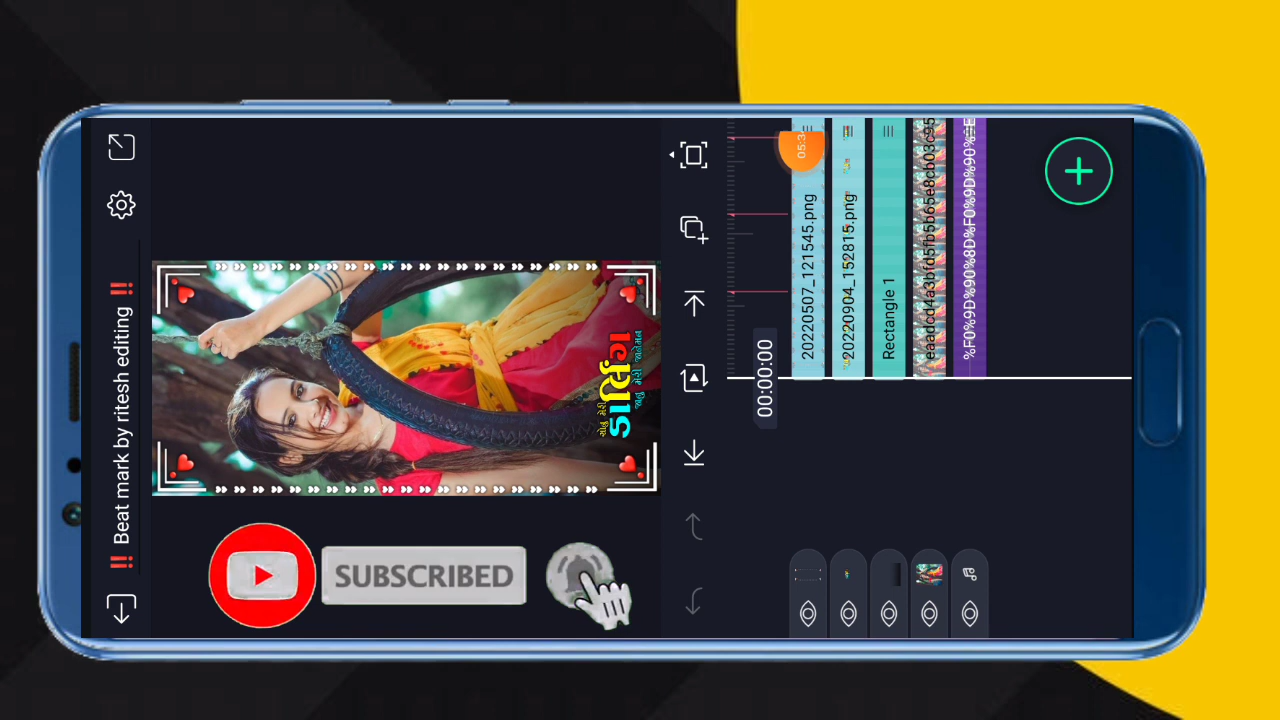 ‼ Beat mark by ritesh editing ‼
ડાર્લિંગ
SUBSCRIBED
00:00:00
05:3
20220507_121545.png
20220904_152815.png
Rectangle 1
%F0%9D%90%8D%F0%9D%90%8E